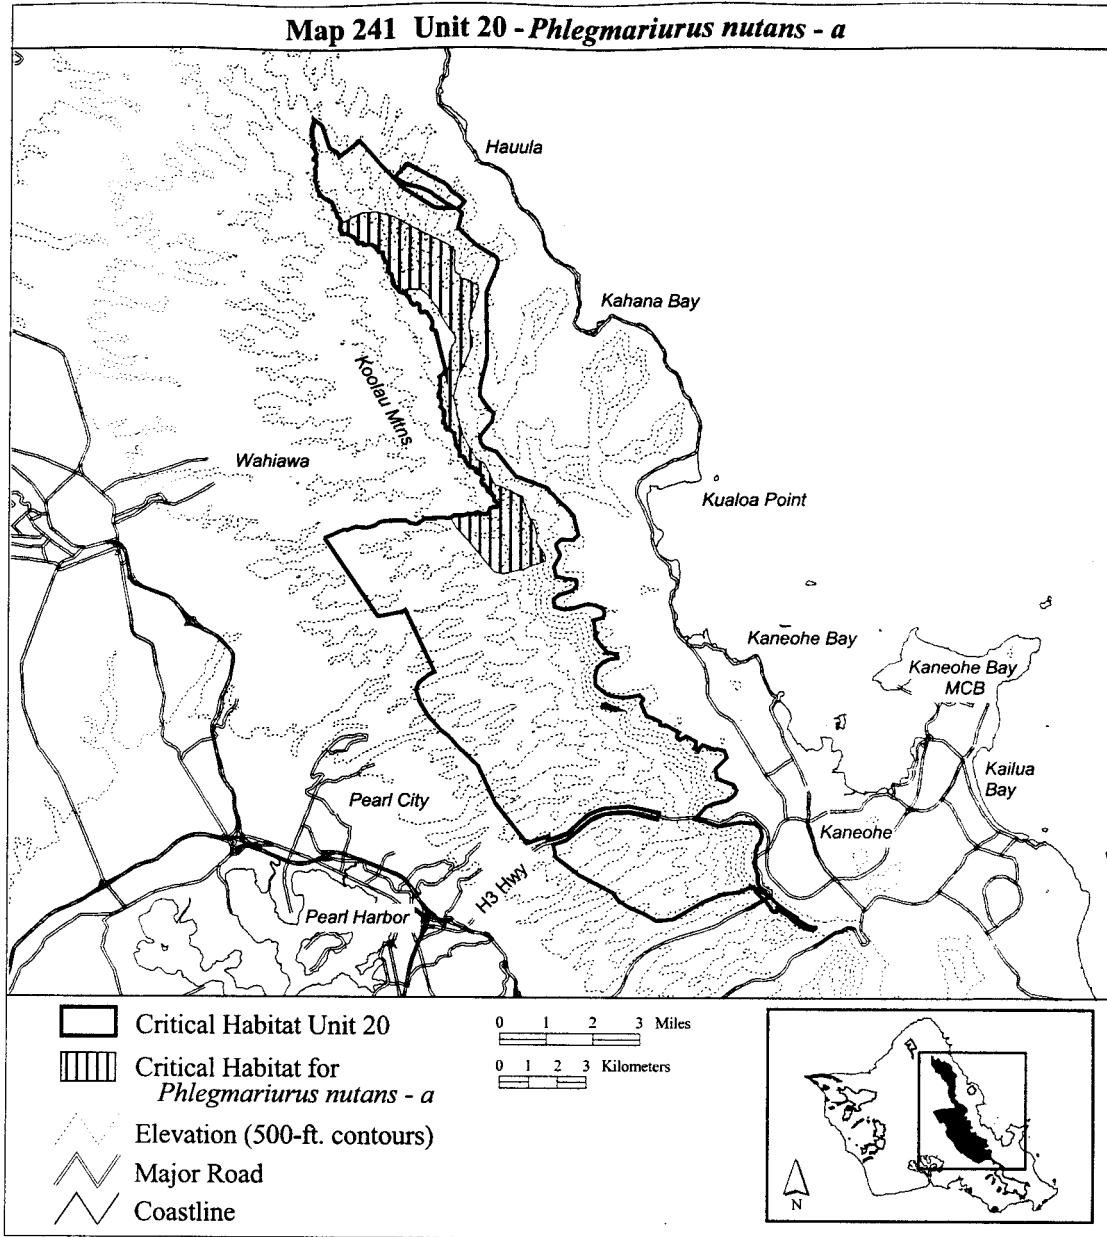 Map 241 Unit 20 - Phlegmariurus nutans - a
Hauula
Kahana Bay
Koolau Mtns.
Wahiawa
Kualoa Point
Kaneohe Bay
Kaneohe Bay
MCB
Kailua
Bay
Pearl City
Kaneohe
H3 Hwy
Pearl Harbor
Critical Habitat Unit 20
Critical Habitat for
Phlegmariurus nutans - a
Elevation (500-ft. contours)
Major Road
Coastline
0 1 2 3 Miles
0 1 2 3 Kilometers
N